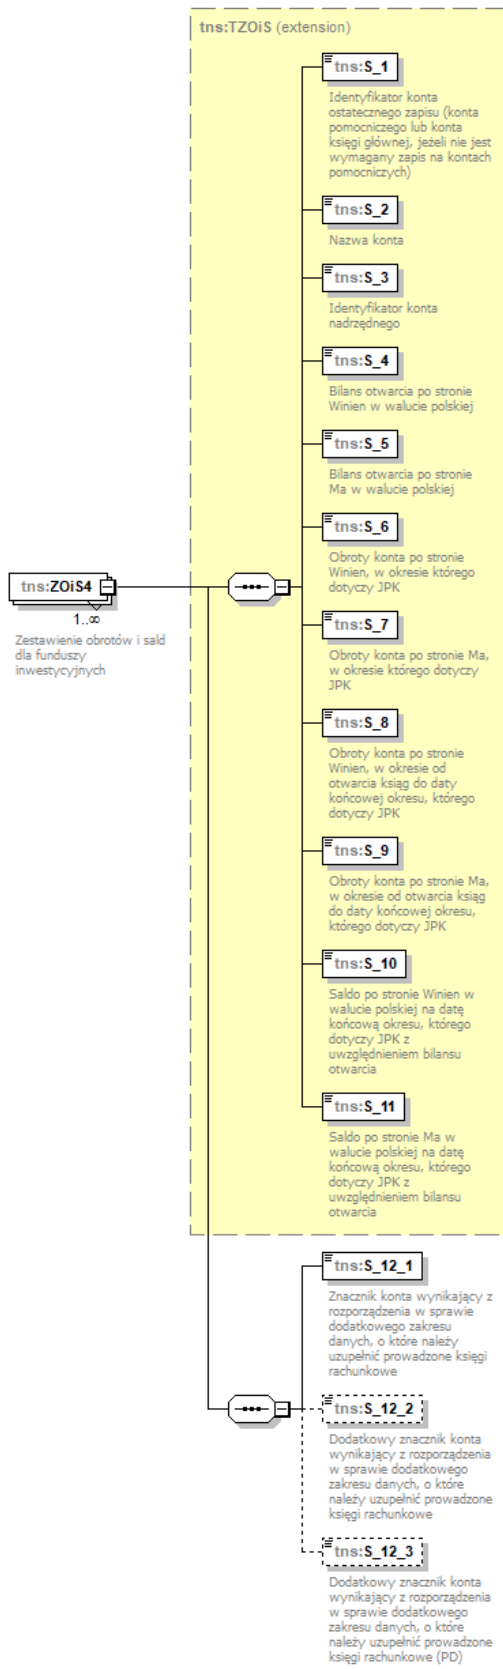 tns:TZOiS (extension)
tns:S_1
Identyfikator konta
ostatecznego zapisu (konta
pomocniczego lub konta
księgi głównej, jeżeli nie jest
wymagany zapis na kontach
pomocniczych)
tns:S_2
Nazwa konta
tns:S_3
Identyfikator konta
nadrzędnego
tns:S_4
Bilans otwarcia po stronie
Winien w walucie polskiej
tns:S_5
Bilans otwarcia po stronie
Ma w walucie polskiej
tns:S_6
Obroty konta po stronie
Winien, w okresie którego
dotyczy JPK
tns:ZOiS4
1..∞
Zestawienie obrotów i sald
dla funduszy
inwestycyjnych
tns:S_7
Obroty konta po stronie Ma,
w okresie którego dotyczy
JPK
tns:S_8
Obroty konta po stronie
Winien, w okresie od
otwarcia ksiąg do daty
końcowej okresu, którego
dotyczy JPK
tns:S_9
Obroty konta po stronie Ma,
w okresie od otwarcia ksiąg
do daty końcowej okresu,
którego dotyczy JPK
tns:S_10
Saldo po stronie Winien w
walucie polskiej na datę
końcową okresu, którego
dotyczy JPK z
uwzględnieniem bilansu
otwarcia
tns:S_11
Saldo po stronie Ma w
walucie polskiej na datę
końcową okresu, którego
dotyczy JPK z
uwzględnieniem bilansu
otwarcia
tns:S_12_1
Znacznik konta wynikający z
rozporządzenia w sprawie
dodatkowego zakresu
danych, o które należy
uzupełnić prowadzone księgi
rachunkowe
tns:S_12_2
Dodatkowy znacznik konta
wynikający z rozporządzenia
w sprawie dodatkowego
zakresu danych, o które
należy uzupełnić prowadzone
księgi rachunkowe
tns:S_12_3
Dodatkowy znacznik konta
wynikający z rozporządzenia
w sprawie dodatkowego
zakresu danych, o które
należy uzupełnić prowadzone
księgi rachunkowe (PD)